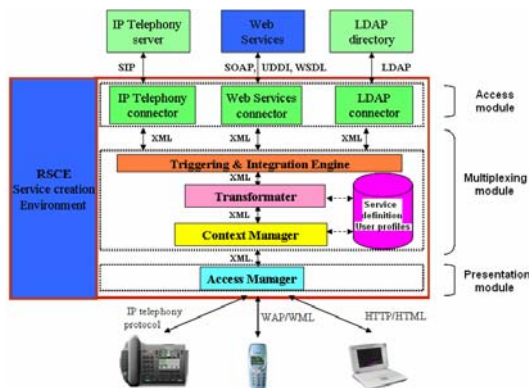 IP Telephony
server
Web
Services
LDAP
directory
SIP
SOAP, UDDI, WSDL
LDAP
IP Telephony
connector
Web Services
connector
LDAP
connector
Access
module
XML
XML
XML
RSCE
Service creation
Environment
Triggering & Integration Engine
XML
Transformater
XML
Context Manager
Service
definition
User profiles
Multiplexing
module
XML,
Access Manager
Presentation
module
IP telephony
protocol
WAP/WML
HTTP/HTML